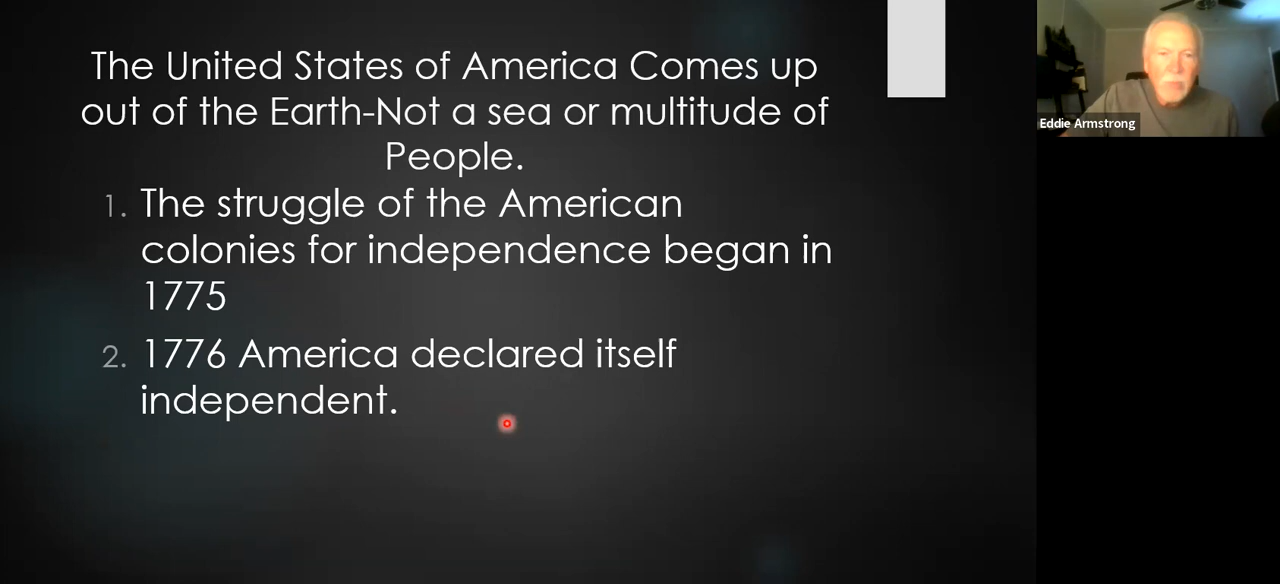 The United States of America Comes up
out of the Earth-Not a sea or multitude of
People.
1. The struggle of the American
colonies for independence began in
1775
2. 1776 America declared itself
independent.
Eddie Armstrong